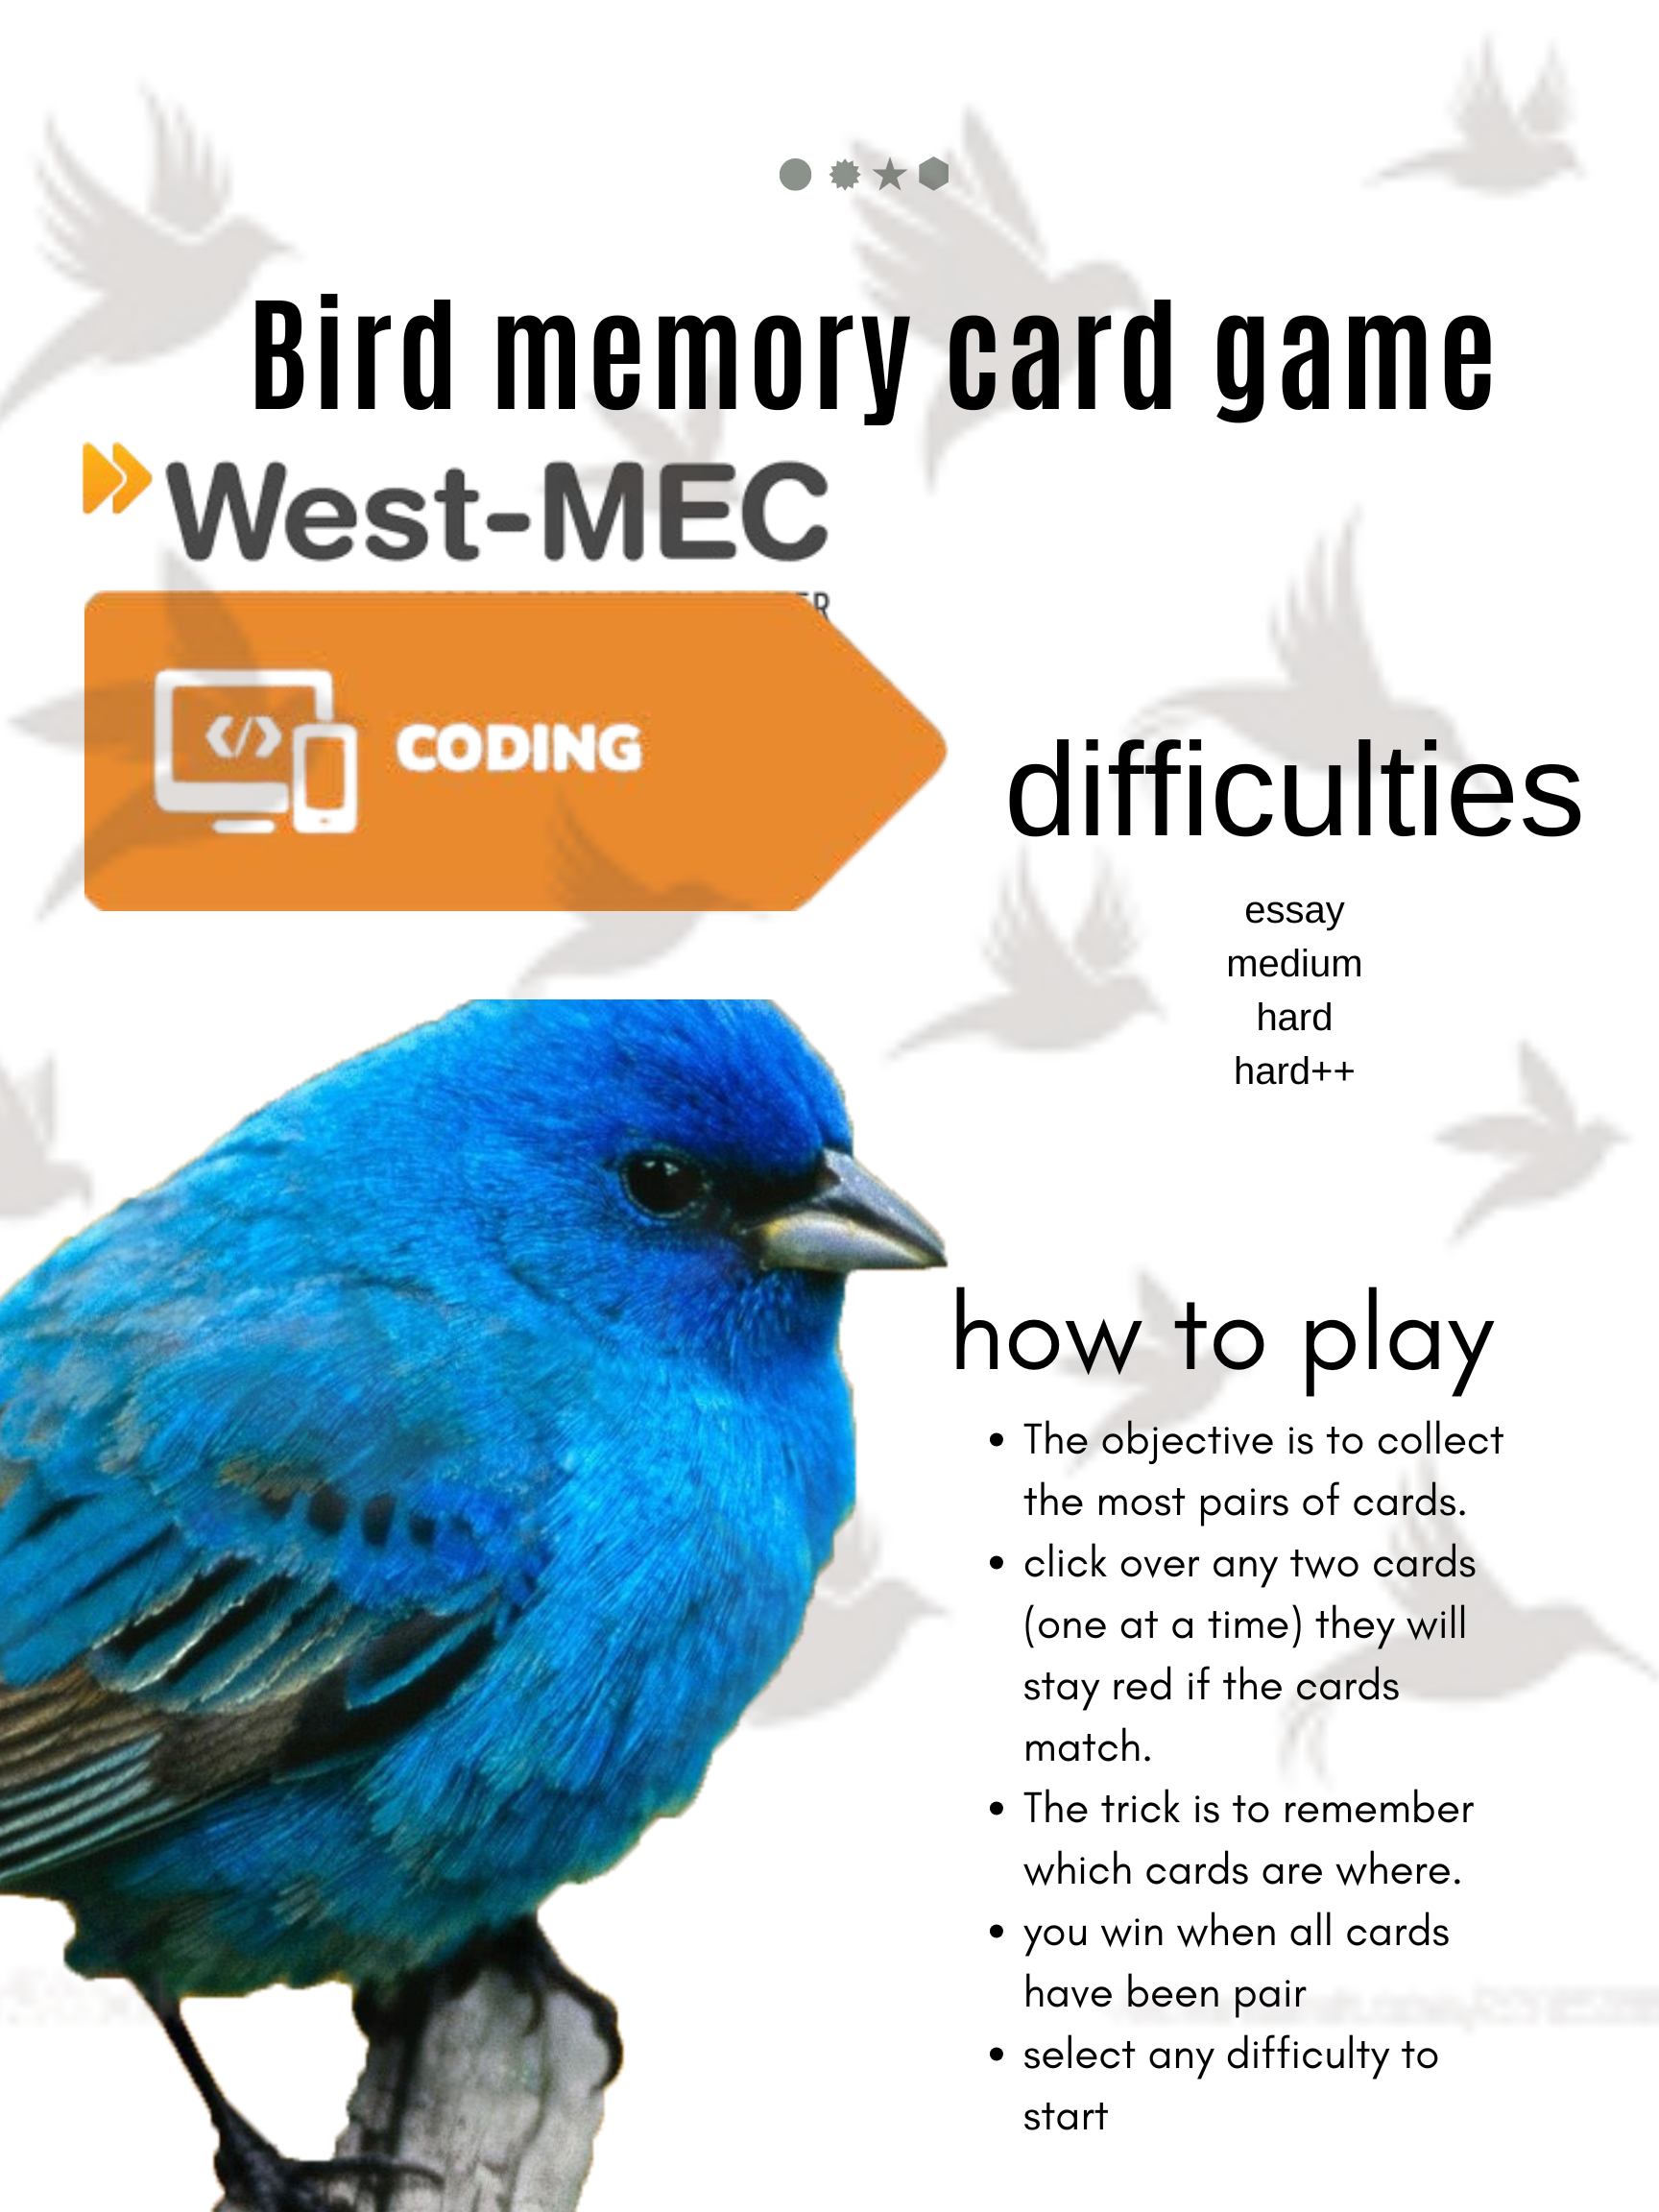 Bird memory card game
West-MEC
CODING
difficulties
essay
medium
hard
hard++
how to play
• The objective is to collect
the most pairs of cards.
• click over any two cards
(one at a time) they will
stay red if the cards
match.
• The trick is to remember
which cards are where.
• you win when all cards
have been pair
• select any difficulty to
start